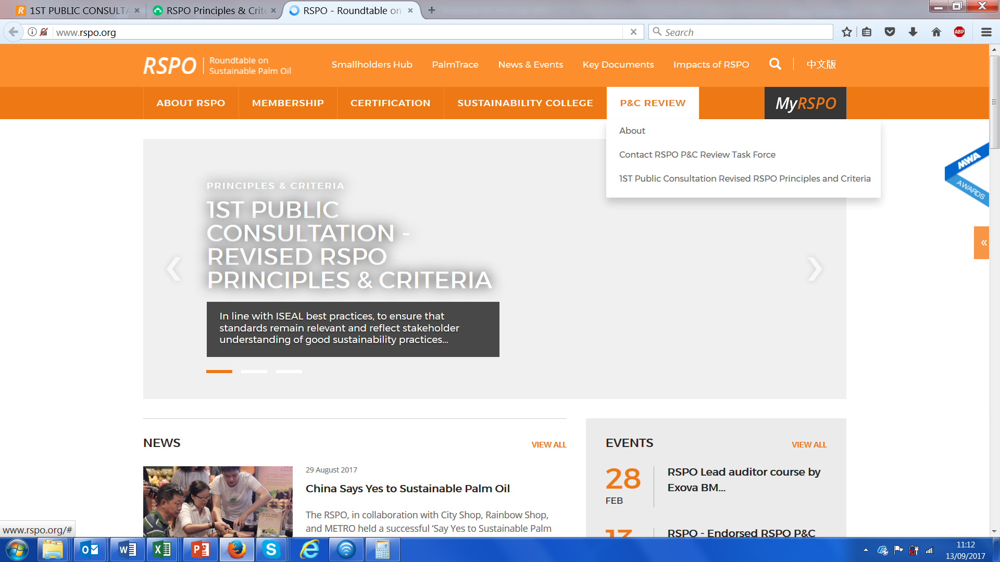 1ST PUBLIC CONSULTA
RSPO Principles & Crite
RSPO - Roundtable on
www.rspo.org
Search
ABP
RSPO
Roundtable on
Sustainable Palm Oil
Smallholders Hub
PalmTrace
News & Events
Key Documents
Impacts of RSPO
中文版
ABOUT RSPO
MEMBERSHIP
CERTIFICATION
SUSTAINABILITY COLLEGE
P&C REVIEW
MyRSPO
About
Contact RSPO P&C Review Task Force
1ST Public Consultation Revised RSPO Principles and Criteria
MWA
AWARDS
PRINCIPLES & CRITERIA
1ST PUBLIC
CONSULTATION -
REVISED RSPO
PRINCIPLES & CRITERIA
In line with ISEAL best practices, to ensure that
standards remain relevant and reflect stakeholder
understanding of good sustainability practices...
NEWS
VIEW ALL
29 August 2017
China Says Yes to Sustainable Palm Oil
The RSPO, in collaboration with City Shop, Rainbow Shop,
and METRO held a successful ‘Say Yes to Sustainable Palm
EVENTS
VIEW ALL
28
FEB
RSPO Lead auditor course by
Exova BM...
RSPO - Endorsed RSPO P&C
www.rspo.org/#
11:12
13/09/2017